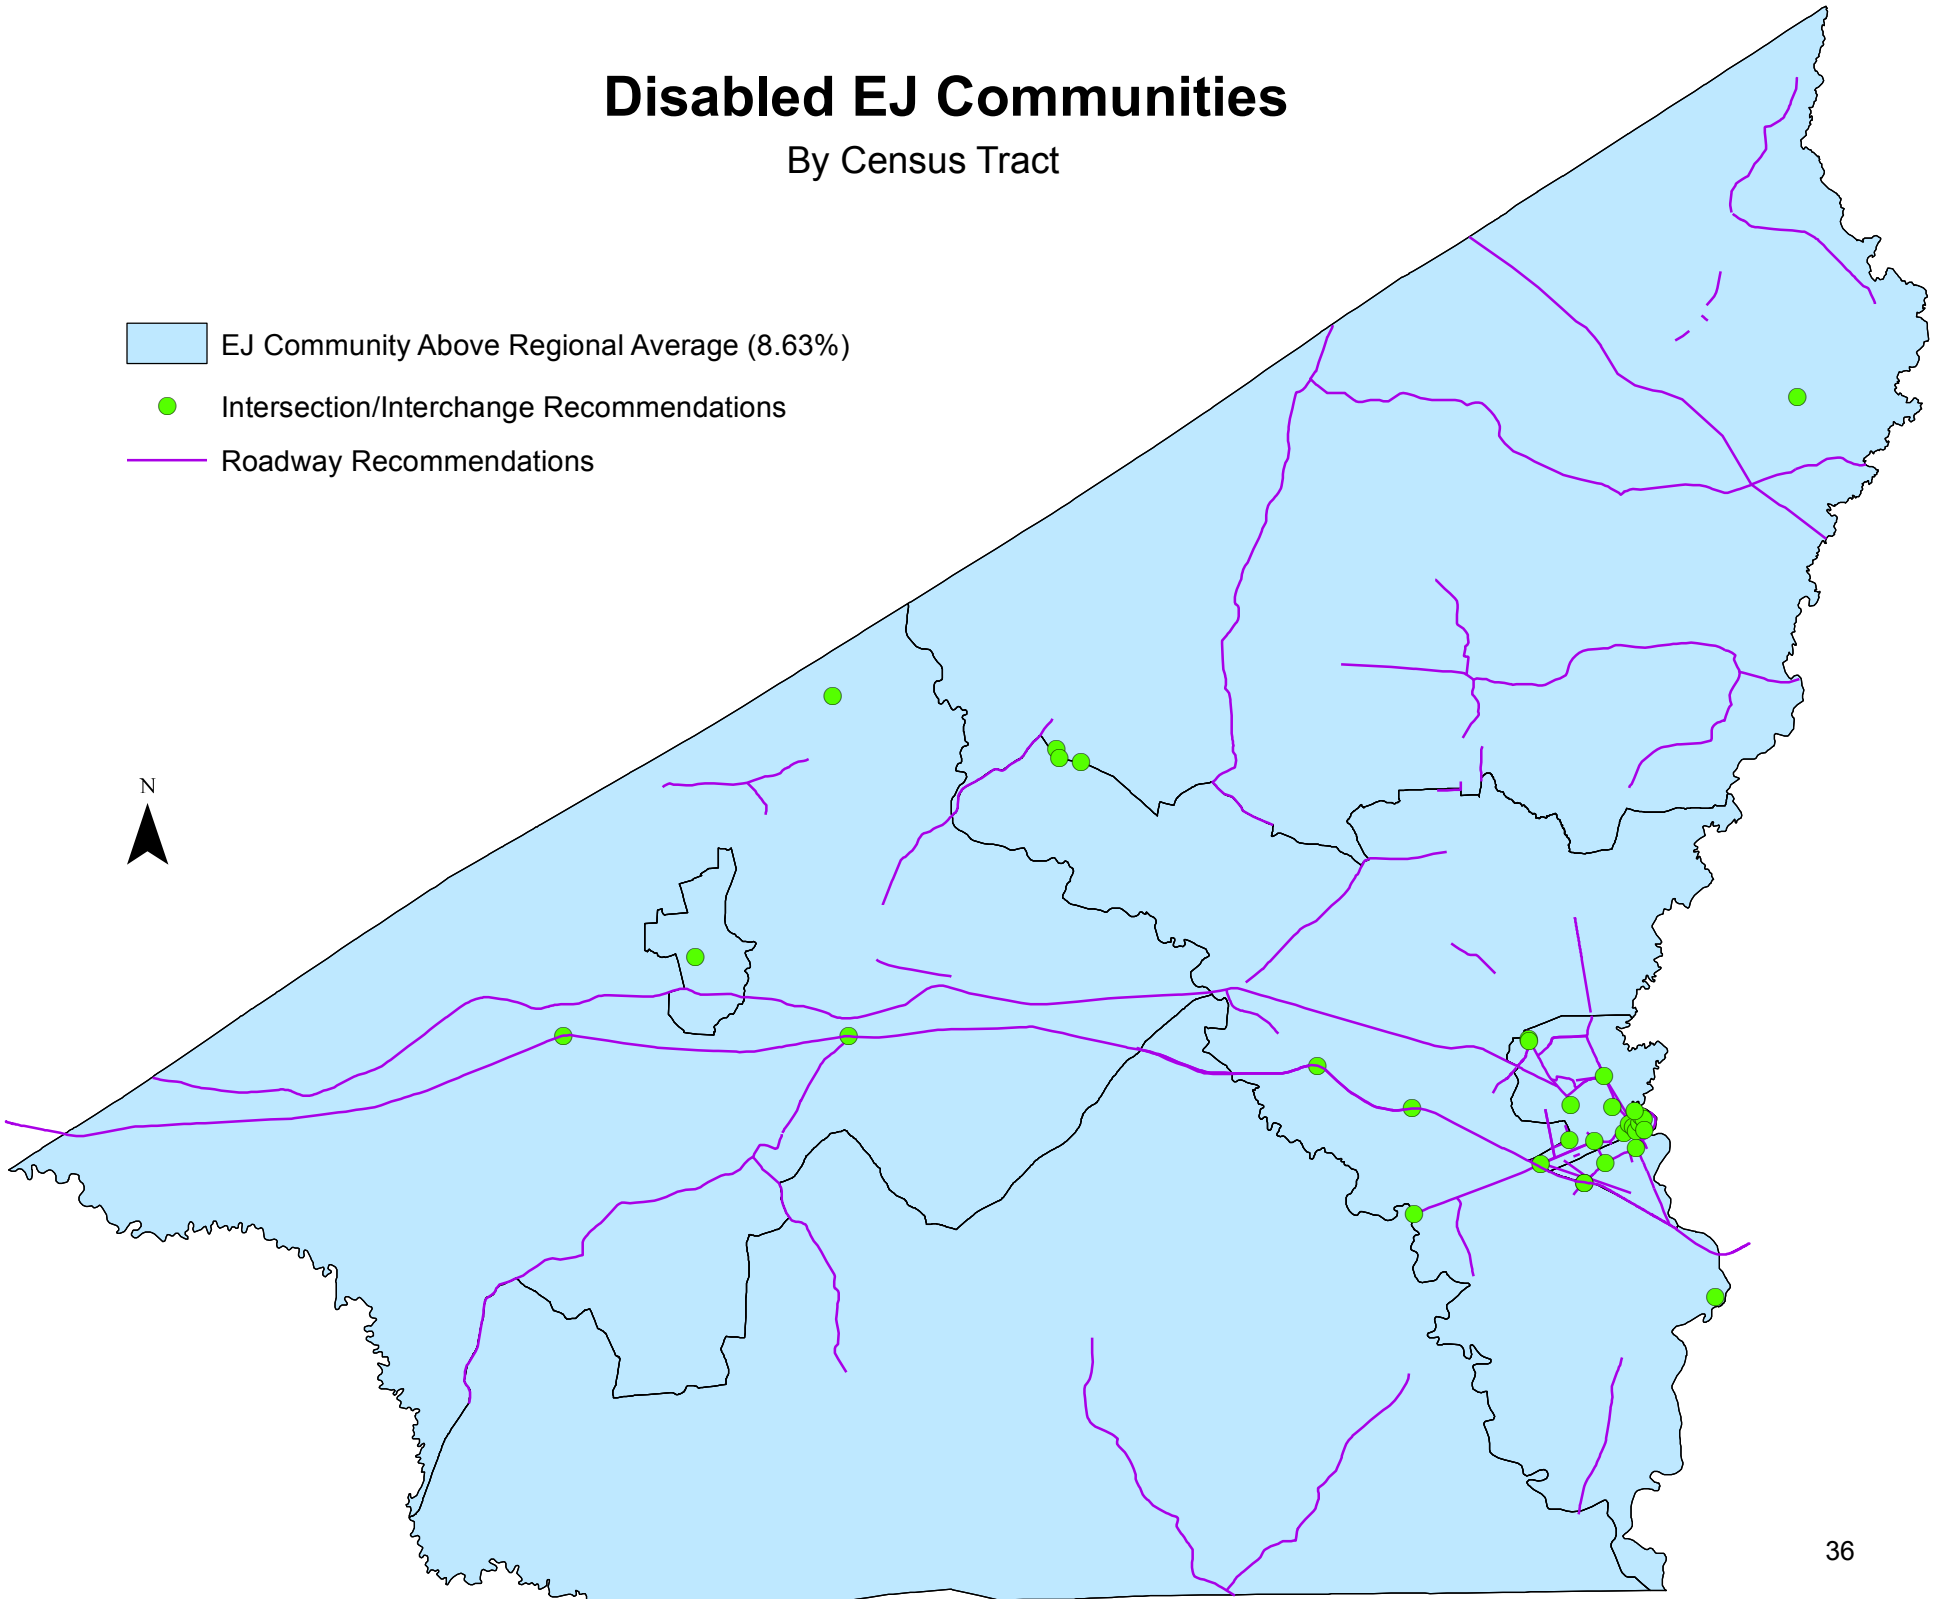 Disabled EJ Communities
By Census Tract
EJ Community Above Regional Average (8.63%)
Intersection/Interchange Recommendations
Roadway Recommendations
N
36